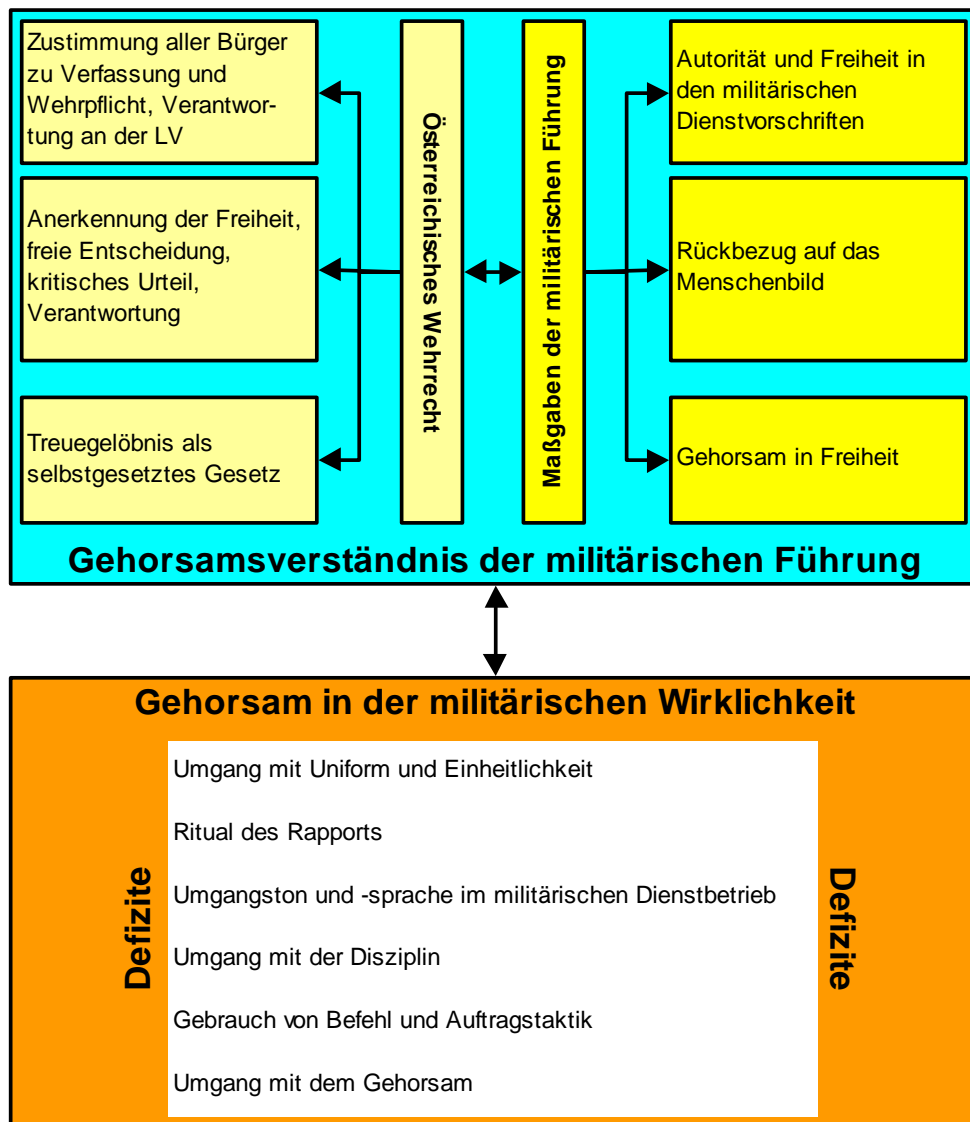 Zustimmung aller Bürger
zu Verfassung und
Wehrpflicht, Verantwor-
tung an der LV
Anerkennung der Freiheit,
freie Entscheidung,
kritisches Urteil,
Verantwortung
Treuegelöbnis als
selbstgesetztes Gesetz
Österreichisches Wehrrecht
Maßgaben der militärischen Führung
Autorität und Freiheit in
den militärischen
Dienstvorschriften
Rückbezug auf das
Menschenbild
Gehorsam in Freiheit
Gehorsamsverständnis der militärischen Führung
Gehorsam in der militärischen Wirklichkeit
Defizite
Umgang mit Uniform und Einheitlichkeit
Ritual des Rapports
Umgangston und -sprache im militärischen Dienstbetrieb
Umgang mit der Disziplin
Gebrauch von Befehl und Auftragstaktik
Umgang mit dem Gehorsam
Defizite